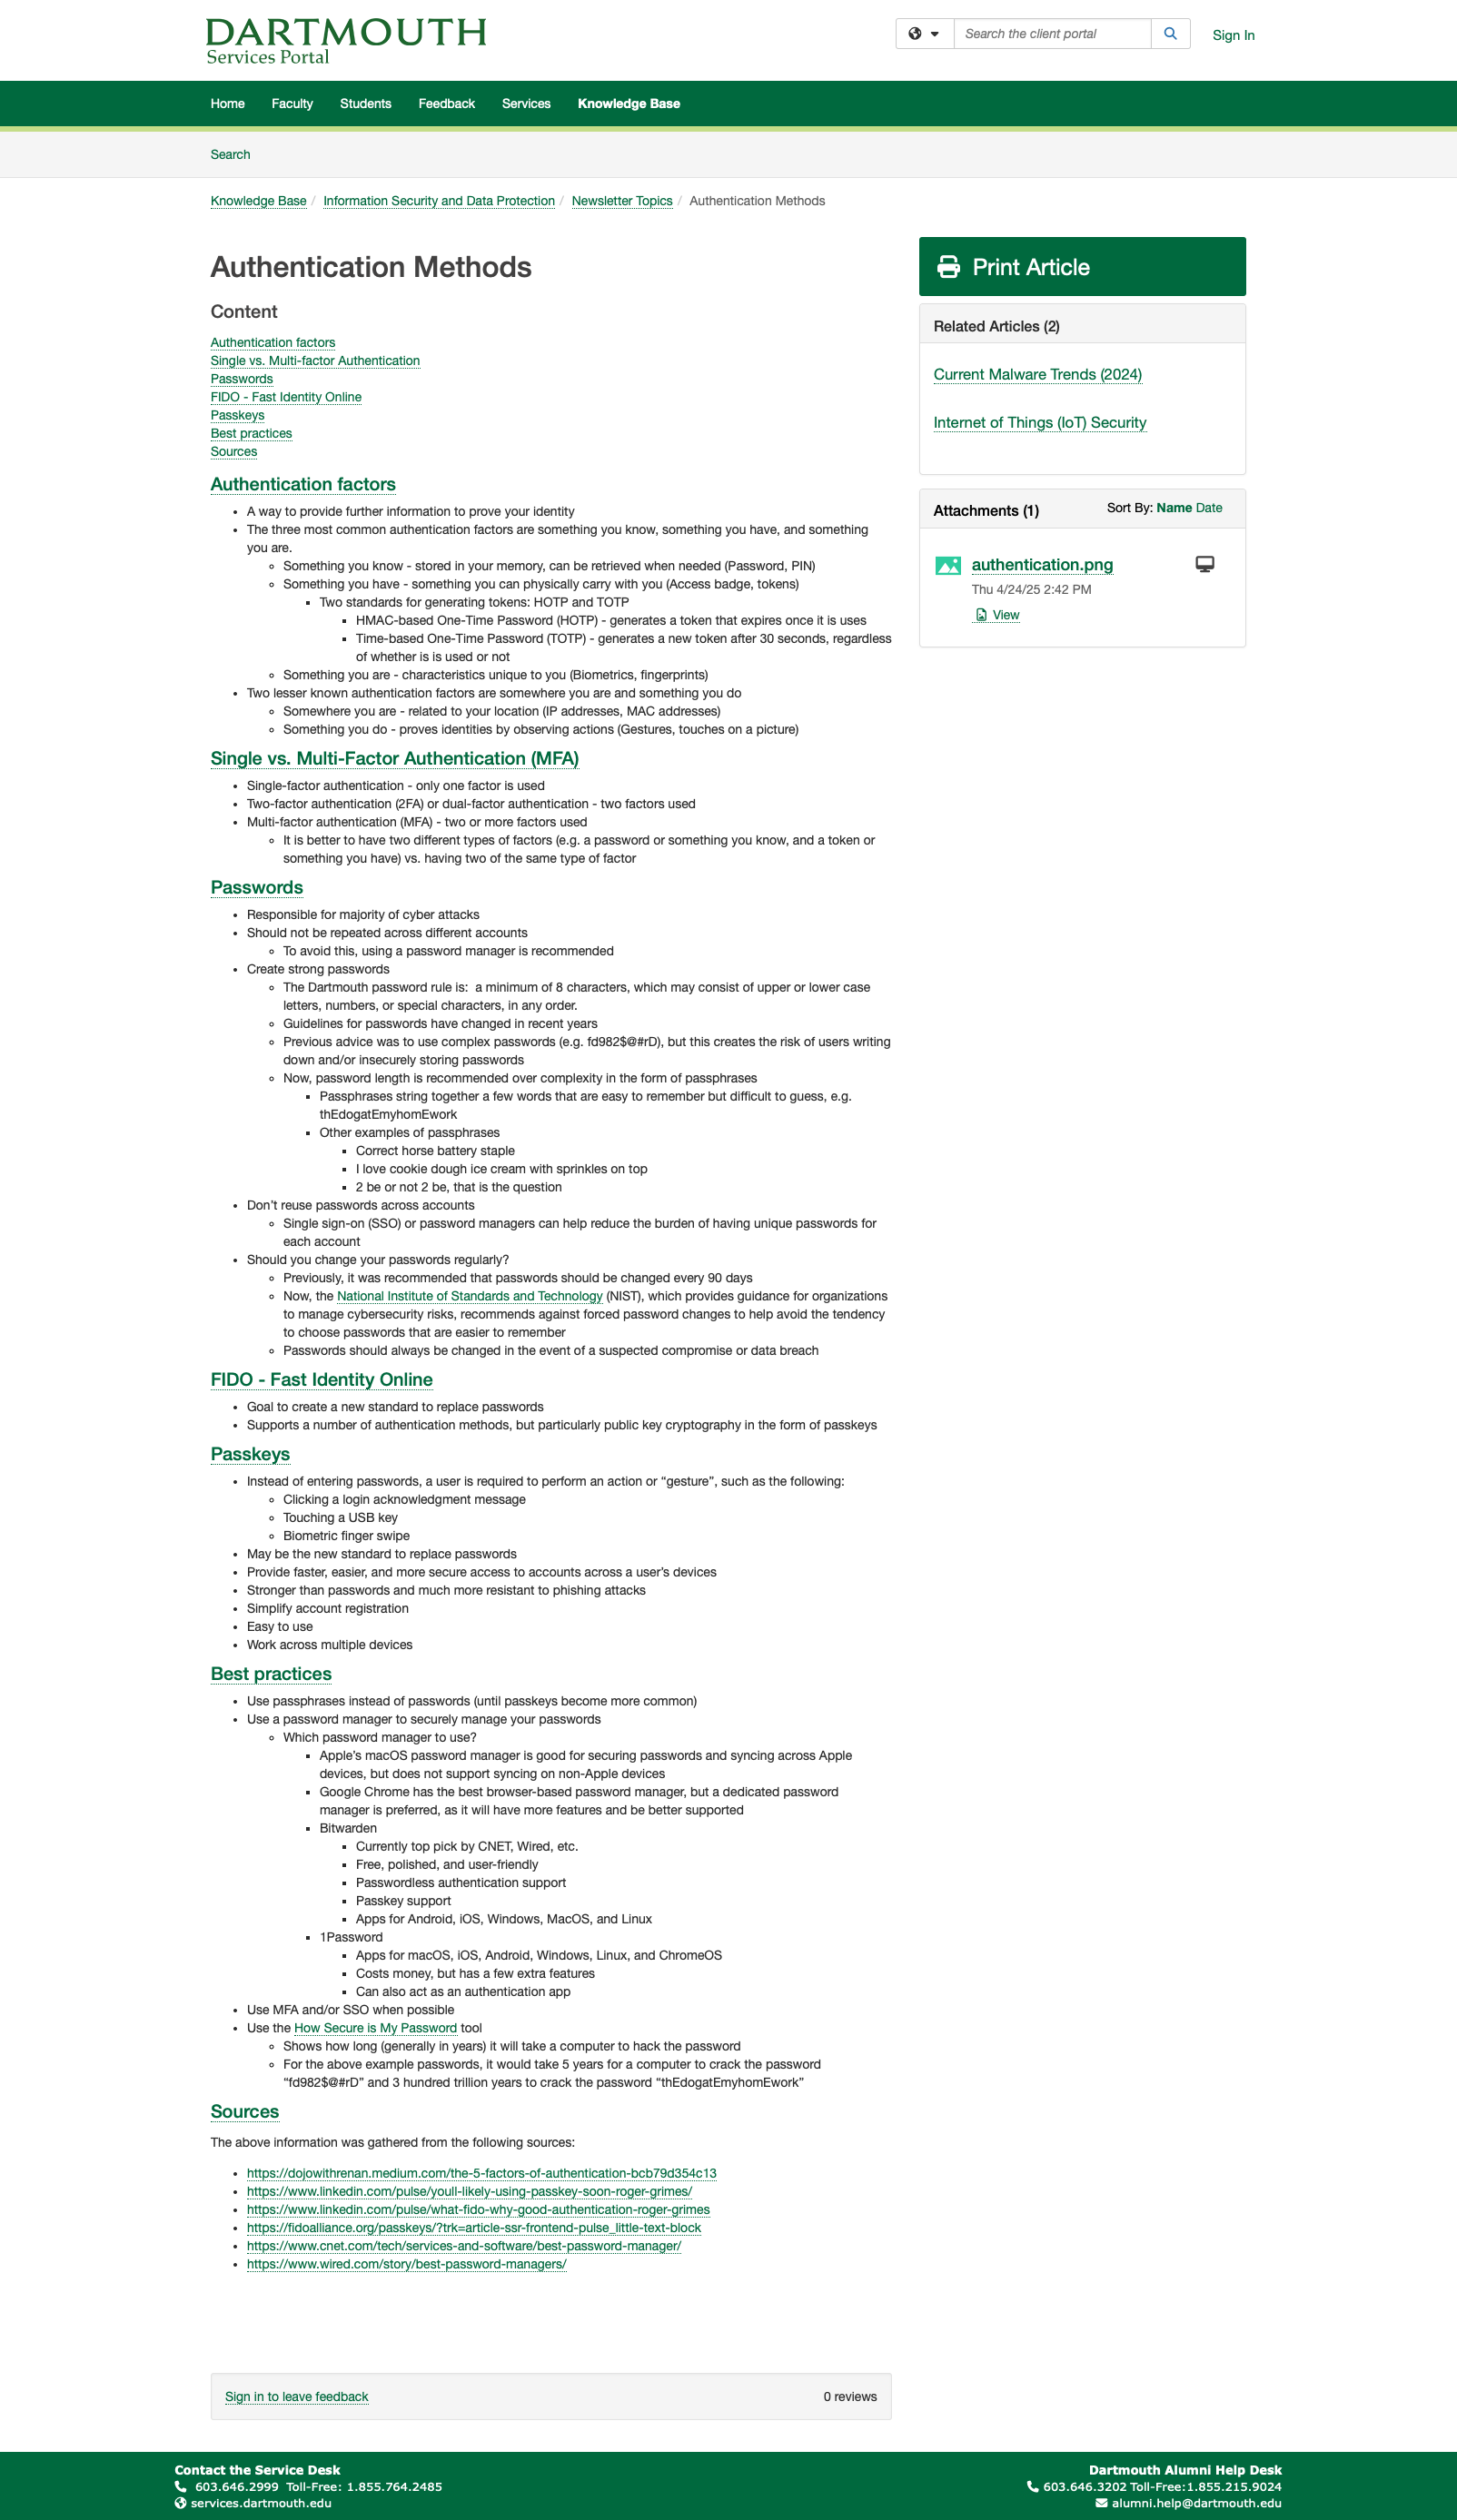 DARTMOUTH
Services Portal
Search the client portal
Sign In
Home Faculty Students Feedback Services Knowledge Base
Search
Knowledge Base / Information Security and Data Protection / Newsletter Topics / Authentication Methods
Authentication Methods
Content
Authentication factors
Single vs. Multi-factor Authentication
Passwords
FIDO - Fast Identity Online
Passkeys
Best practices
Sources
Authentication factors
• A way to provide further information to prove your identity
• The three most common authentication factors are something you know, something you have, and something
you are.
◦ Something you know - stored in your memory, can be retrieved when needed (Password, PIN)
◦ Something you have - something you can physically carry with you (Access badge, tokens)
▪ Two standards for generating tokens: HOTP and TOTP
▪ HMAC-based One-Time Password (HOTP) - generates a token that expires once it is uses
▪ Time-based One-Time Password (TOTP) - generates a new token after 30 seconds, regardless
of whether is is used or not
◦ Something you are - characteristics unique to you (Biometrics, fingerprints)
• Two lesser known authentication factors are somewhere you are and something you do
◦ Somewhere you are - related to your location (IP addresses, MAC addresses)
◦ Something you do - proves identities by observing actions (Gestures, touches on a picture)
Single vs. Multi-Factor Authentication (MFA)
• Single-factor authentication - only one factor is used
• Two-factor authentication (2FA) or dual-factor authentication - two factors used
• Multi-factor authentication (MFA) - two or more factors used
◦ It is better to have two different types of factors (e.g. a password or something you know, and a token or
something you have) vs. having two of the same type of factor
Passwords
• Responsible for majority of cyber attacks
• Should not be repeated across different accounts
◦ To avoid this, using a password manager is recommended
• Create strong passwords
◦ The Dartmouth password rule is:  a minimum of 8 characters, which may consist of upper or lower case
letters, numbers, or special characters, in any order.
◦ Guidelines for passwords have changed in recent years
◦ Previous advice was to use complex passwords (e.g. fd982$@#rD), but this creates the risk of users writing
down and/or insecurely storing passwords
◦ Now, password length is recommended over complexity in the form of passphrases
▪ Passphrases string together a few words that are easy to remember but difficult to guess, e.g.
thEdogatEmyhomEwork
▪ Other examples of passphrases
▪ Correct horse battery staple
▪ I love cookie dough ice cream with sprinkles on top
▪ 2 be or not 2 be, that is the question
• Don’t reuse passwords across accounts
◦ Single sign-on (SSO) or password managers can help reduce the burden of having unique passwords for
each account
• Should you change your passwords regularly?
◦ Previously, it was recommended that passwords should be changed every 90 days
◦ Now, the National Institute of Standards and Technology (NIST), which provides guidance for organizations
to manage cybersecurity risks, recommends against forced password changes to help avoid the tendency
to choose passwords that are easier to remember
◦ Passwords should always be changed in the event of a suspected compromise or data breach
FIDO - Fast Identity Online
• Goal to create a new standard to replace passwords
• Supports a number of authentication methods, but particularly public key cryptography in the form of passkeys
Passkeys
• Instead of entering passwords, a user is required to perform an action or “gesture”, such as the following:
◦ Clicking a login acknowledgment message
◦ Touching a USB key
◦ Biometric finger swipe
• May be the new standard to replace passwords
• Provide faster, easier, and more secure access to accounts across a user’s devices
• Stronger than passwords and much more resistant to phishing attacks
• Simplify account registration
• Easy to use
• Work across multiple devices
Best practices
• Use passphrases instead of passwords (until passkeys become more common)
• Use a password manager to securely manage your passwords
◦ Which password manager to use?
▪ Apple’s macOS password manager is good for securing passwords and syncing across Apple
devices, but does not support syncing on non-Apple devices
▪ Google Chrome has the best browser-based password manager, but a dedicated password
manager is preferred, as it will have more features and be better supported
▪ Bitwarden
▪ Currently top pick by CNET, Wired, etc.
▪ Free, polished, and user-friendly
▪ Passwordless authentication support
▪ Passkey support
▪ Apps for Android, iOS, Windows, MacOS, and Linux
▪ 1Password
▪ Apps for macOS, iOS, Android, Windows, Linux, and ChromeOS
▪ Costs money, but has a few extra features
▪ Can also act as an authentication app
• Use MFA and/or SSO when possible
• Use the How Secure is My Password tool
◦ Shows how long (generally in years) it will take a computer to hack the password
◦ For the above example passwords, it would take 5 years for a computer to crack the password
“fd982$@#rD” and 3 hundred trillion years to crack the password “thEdogatEmyhomEwork”
Sources
The above information was gathered from the following sources:
• https://dojowithrenan.medium.com/the-5-factors-of-authentication-bcb79d354c13
• https://www.linkedin.com/pulse/youll-likely-using-passkey-soon-roger-grimes/
• https://www.linkedin.com/pulse/what-fido-why-good-authentication-roger-grimes
• https://fidoalliance.org/passkeys/?trk=article-ssr-frontend-pulse_little-text-block
• https://www.cnet.com/tech/services-and-software/best-password-manager/
• https://www.wired.com/story/best-password-managers/
Sign in to leave feedback
0 reviews
Print Article
Related Articles (2)
Current Malware Trends (2024)
Internet of Things (IoT) Security
Attachments (1)
Sort By: Name Date
authentication.png
Thu 4/24/25 2:42 PM
View
Contact the Service Desk
603.646.2999  Toll-Free: 1.855.764.2485
services.dartmouth.edu
Dartmouth Alumni Help Desk
603.646.3202 Toll-Free:1.855.215.9024
alumni.help@dartmouth.edu